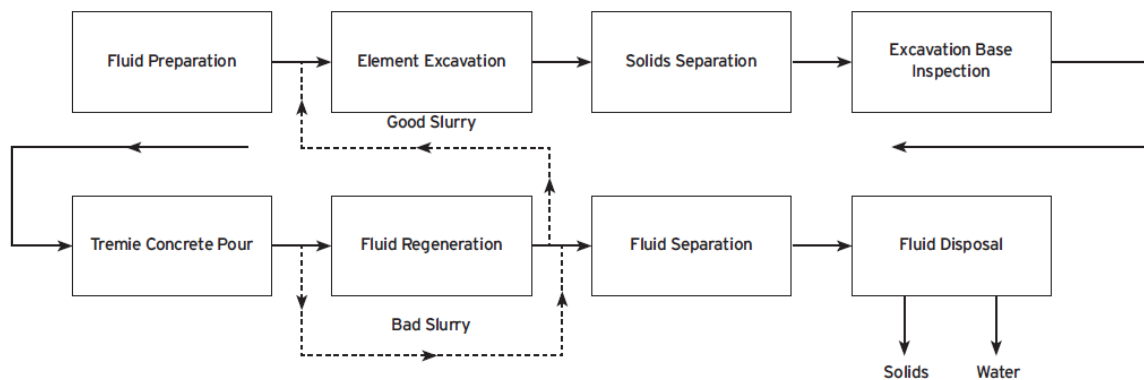 Fluid Preparation
Element Excavation
Solids Separation
Excavation Base
Inspection
Good Slurry
Tremie Concrete Pour
Fluid Regeneration
Fluid Separation
Fluid Disposal
Bad Slurry
Solids
Water